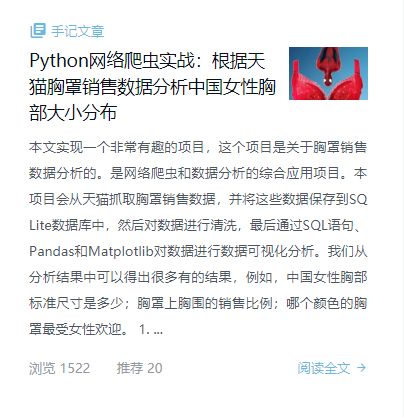 手记文章
Python网络爬虫实战：根据天
猫胸罩销售数据分析中国女性胸
部大小分布
本文实现一个非常有趣的项目，这个项目是关于胸罩销售
数据分析的。是网络爬虫和数据分析的综合应用项目。本
项目会从天猫抓取胸罩销售数据，并将这些数据保存到SQ
Lite数据库中，然后对数据进行清洗，最后通过SQL语句、
Pandas和Matplotlib对数据进行数据可视化分析。我们从
分析结果中可以得出很多有的结果，例如，中国女性胸部
标准尺寸是多少；胸罩上胸围的销售比例；哪个颜色的胸
罩最受女性欢迎。 1. ...
浏览 1522 推荐 20 阅读全文